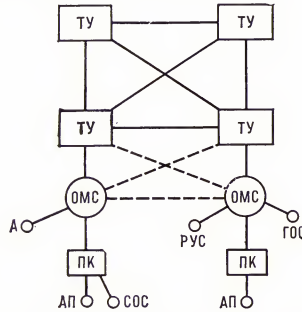 ТУ ТУ
ТУ ТУ
ОМС ОМС
А РУС ГОС
ПК ПК
АП СОС АП